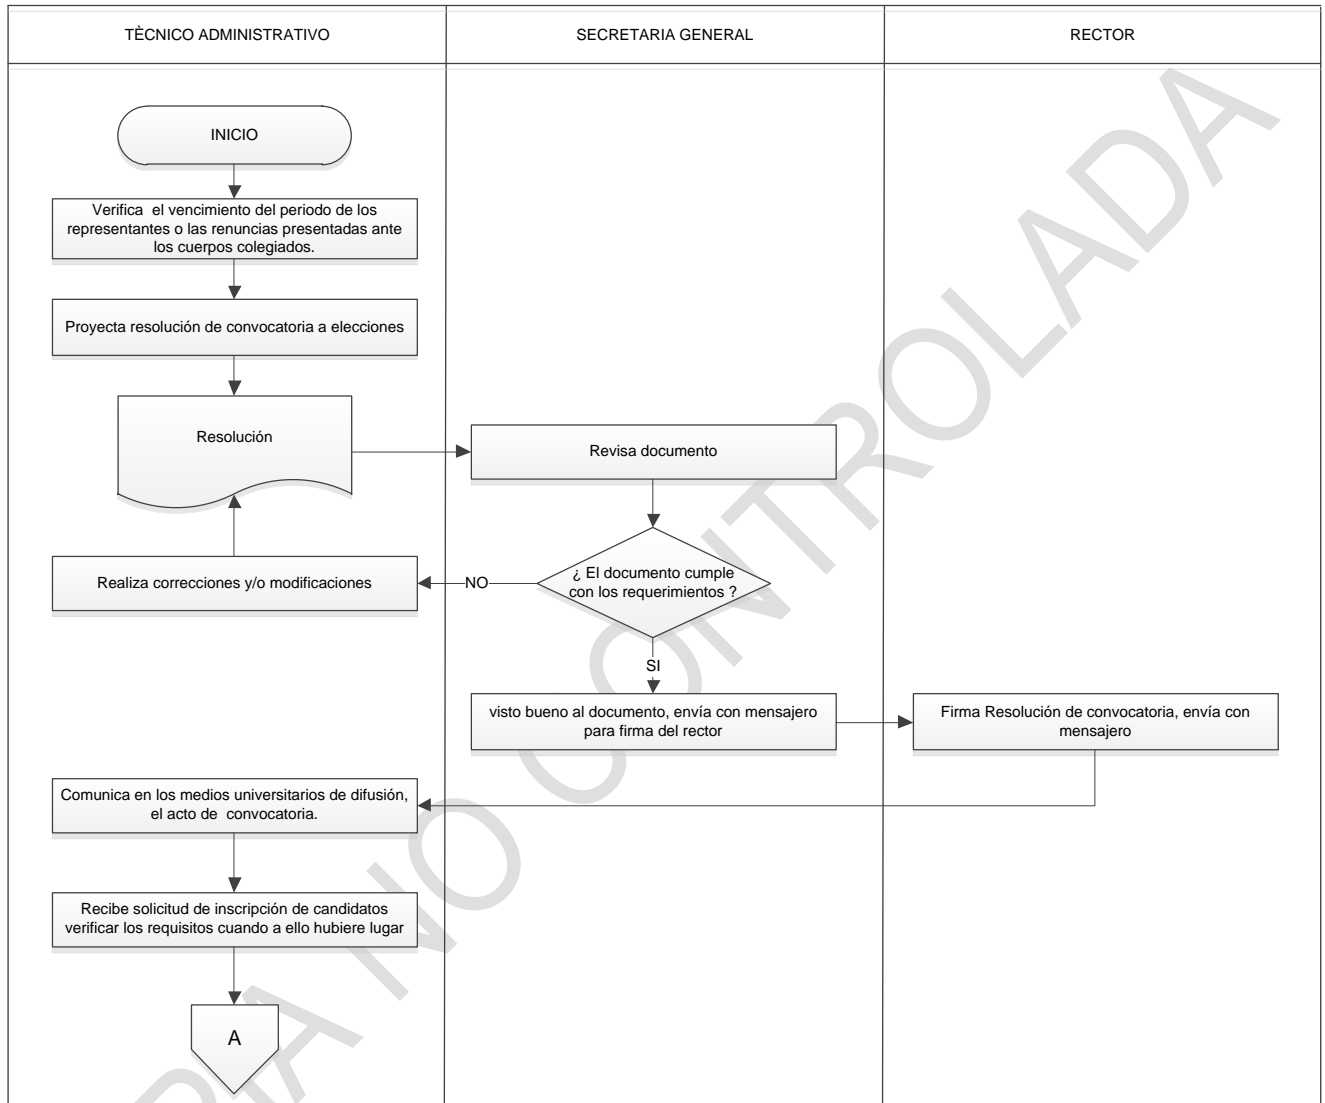 TÈCNICO ADMINISTRATIVO
SECRETARIA GENERAL
RECTOR
INICIO
Verifica el vencimiento del periodo de los
representantes o las renuncias presentadas ante
los cuerpos colegiados.
Proyecta resolución de convocatoria a elecciones
Resolución
Revisa documento
¿ El documento cumple
con los requerimientos ?
NO
Realiza correcciones y/o modificaciones
SI
visto bueno al documento, envía con mensajero
para firma del rector
Firma Resolución de convocatoria, envía con
mensajero
Comunica en los medios universitarios de difusión,
el acto de convocatoria.
Recibe solicitud de inscripción de candidatos
verificar los requisitos cuando a ello hubiere lugar
A
NO CONTROLADA